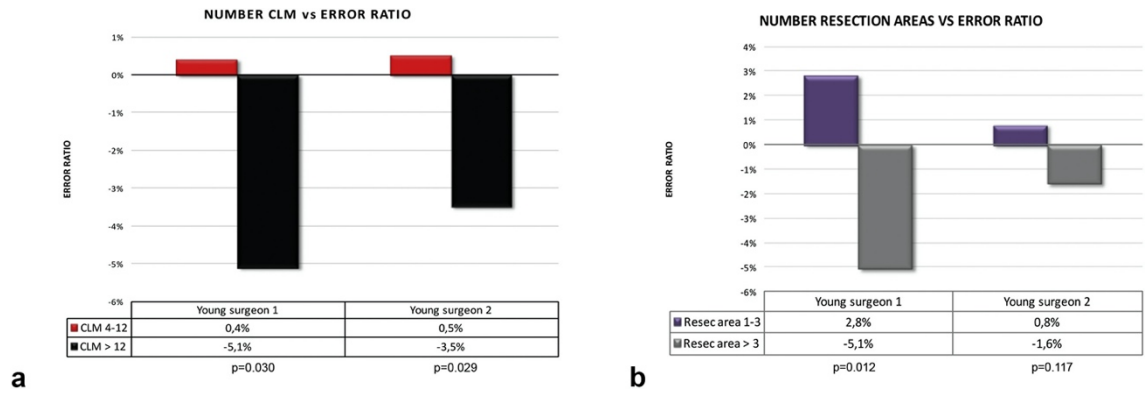 NUMBER CLM vs ERROR RATIO
1%
0%
-1%
-2%
-3%
-4%
-5%
-6%
ERROR RATIO
Young surgeon 1 Young surgeon 2
CLM 4-12 0,4% 0,5%
CLM > 12 -5,1% -3,5%
p=0.030 p=0.029
a
NUMBER RESECTION AREAS VS ERROR RATIO
4%
3%
2%
1%
0%
-1%
-2%
-3%
-4%
-5%
-6%
ERROR RATIO
Young surgeon 1 Young surgeon 2
Resec area 1-3 2,8% 0,8%
Resec area > 3 -5,1% -1,6%
p=0.012 p=0.117
b